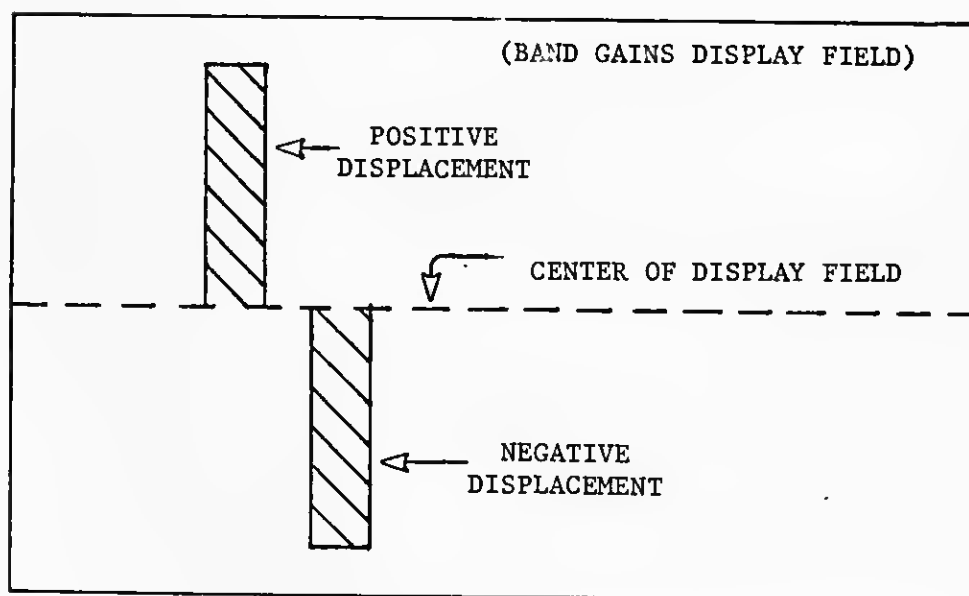 (BAND GAINS DISPLAY FIELD)
POSITIVE
DISPLACEMENT
CENTER OF DISPLAY FIELD
NEGATIVE
DISPLACEMENT